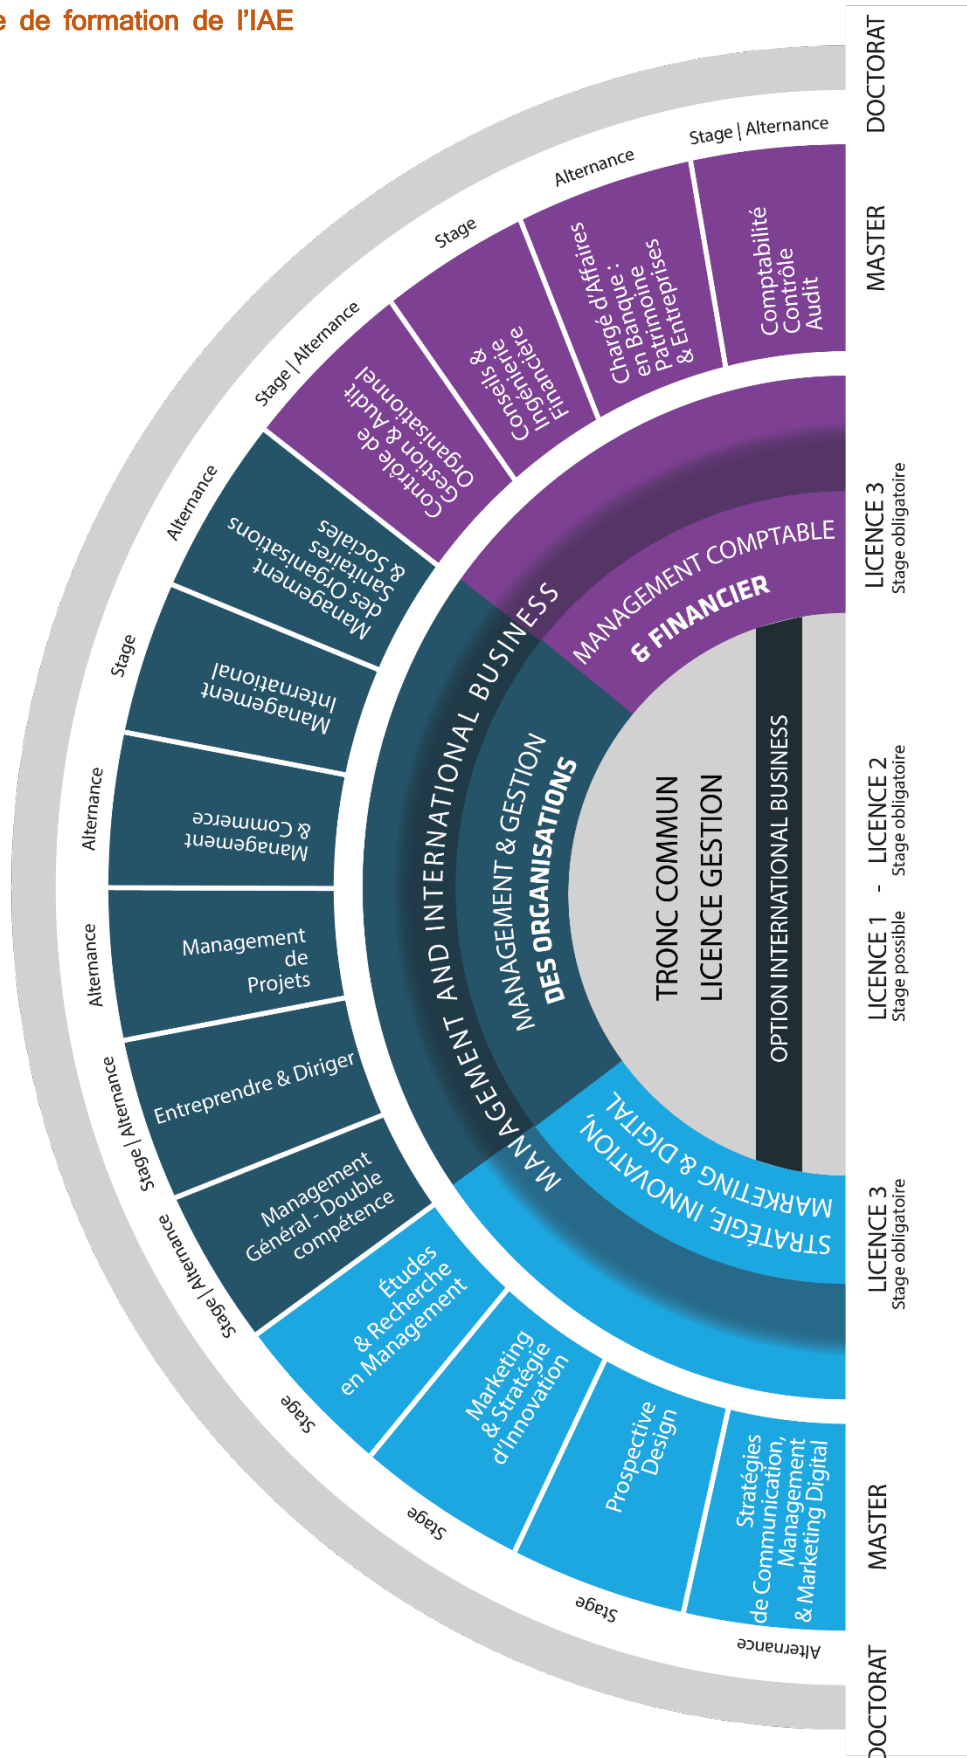 e de formation de l'IAE
DOCTORAT
MASTER
LICENCE 3
Stage obligatoire
LICENCE 1 - LICENCE 2
Stage possible
Stage obligatoire
LICENCE 3
Stage obligatoire
MASTER
DOCTORAT
Stage | Alternance
Comptabilité
Contrôle
Audit
Alternance
Chargé d'Affaires
en Banque :
en Patrimoine
Patrimoine
& Entreprises
Stage
Conseils &
Ingénierie
Financière
Stage | Alternance
Contrôle de
Gestion & Audit
Organisationnel
Alternance
Management
des Organisations
Sanitaires
& Sociales
Stage
Management
International
Alternance
Management
& Commerce
Alternance
Management
de
Projets
Stage | Alternance
Entreprendre & Diriger
Stage | Alternance
Management
Général - Double
compétence
Stage
Études
& Recherche
en Management
Stage
Marketing
& Stratégie
d'Innovation
Stage
Prospective
Design
Alternance
Stratégies
de Communication,
Management
& Marketing Digital
MANAGEMENT AND INTERNATIONAL BUSINESS
MANAGEMENT COMPTABLE
& FINANCIER
MANAGEMENT & GESTION
DES ORGANISATIONS
STRATÉGIE, INNOVATION,
MARKETING & DIGITAL
TRONC COMMUN
LICENCE GESTION
OPTION INTERNATIONAL BUSINESS